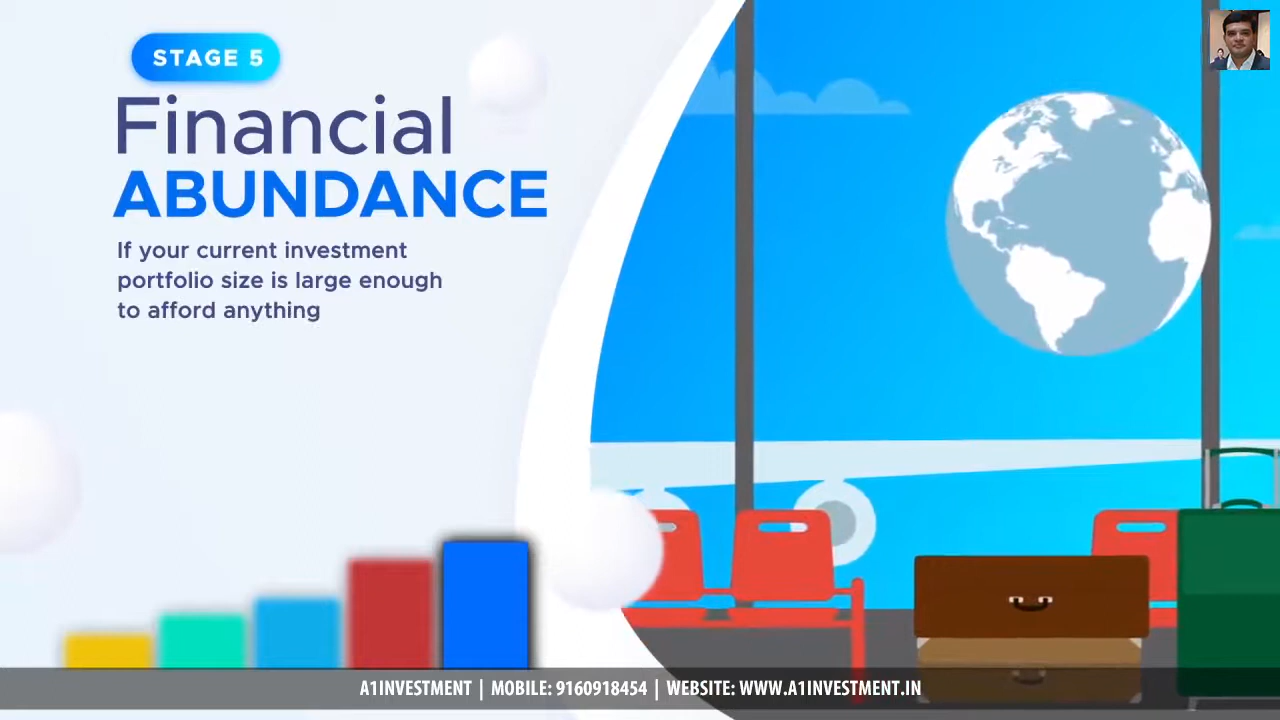 STAGE 5
Financial
ABUNDANCE
If your current investment
portfolio size is large enough
to afford anything
A1INVESTMENT | MOBILE: 9160918454 | WEBSITE: WWW.A1INVESTMENT.IN